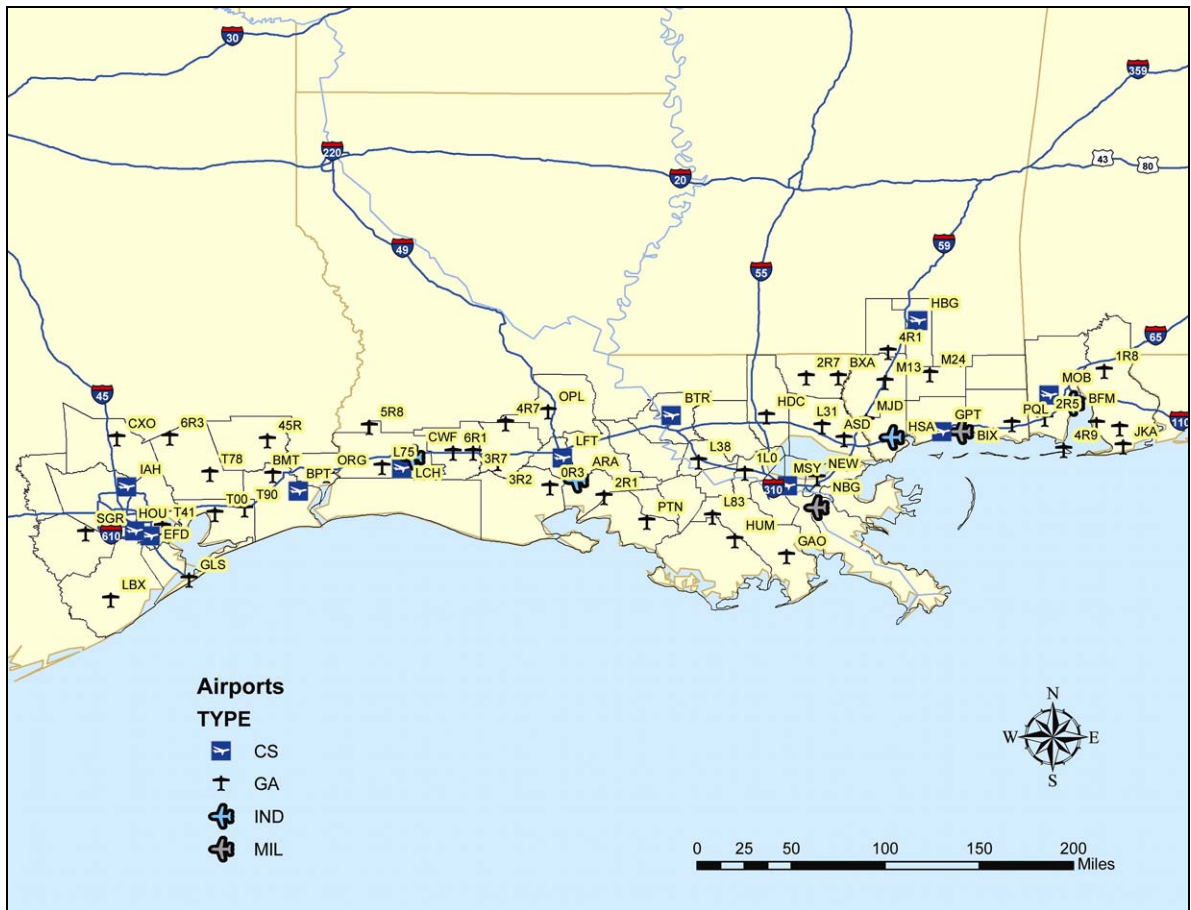 30
359
220
43
80
20
49
59
55
HBG
65
4R1
2R7
BXA
M24
1R8
M13
45
MOB
OPL
BTR
HDC
2R5
BFM
4R7
L31
MJD
GPT
PQL
110
CXO
6R3
45R
5R8
CWF
6R1
LFT
ASD
HSA
BIX
4R9
JKA
L75
3R7
L38
1L0
IAH
T78
BMT
BPT
ORG
LCH
3R2
0R3
ARA
MSY
NEW
2R1
310
NBG
T00
T90
SGR
HOU
T41
PTN
L83
610
EFD
HUM
GAO
GLS
LBX
Airports
TYPE
CS
GA
IND
MIL
N
W
E
S
0
25
50
100
150
200
Miles